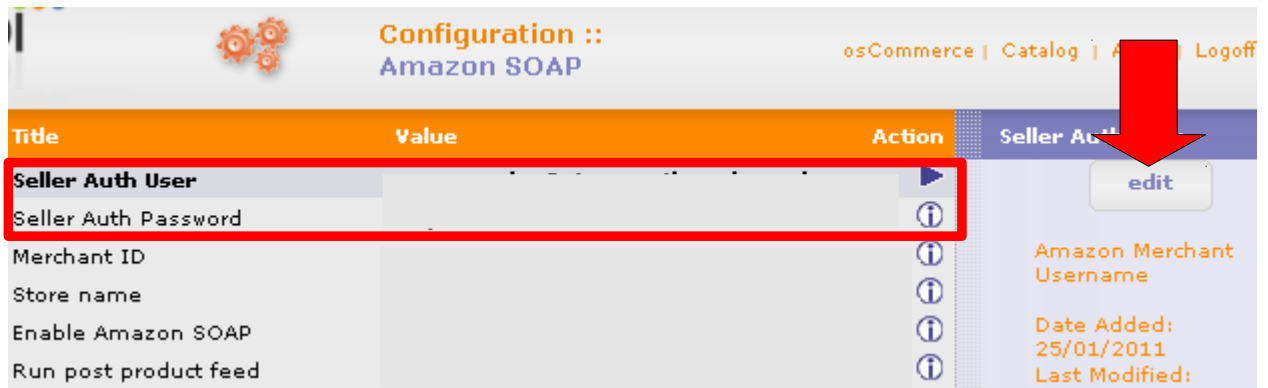 Configuration ::
Amazon SOAP
osCommerce | Catalog | | Logoff
Title Value Action Seller
Seller Auth User
edit
Seller Auth Password
Merchant ID
Amazon Merchant
Username
Store name
Enable Amazon SOAP
Date Added:
25/01/2011
Run post product feed
Last Modified: